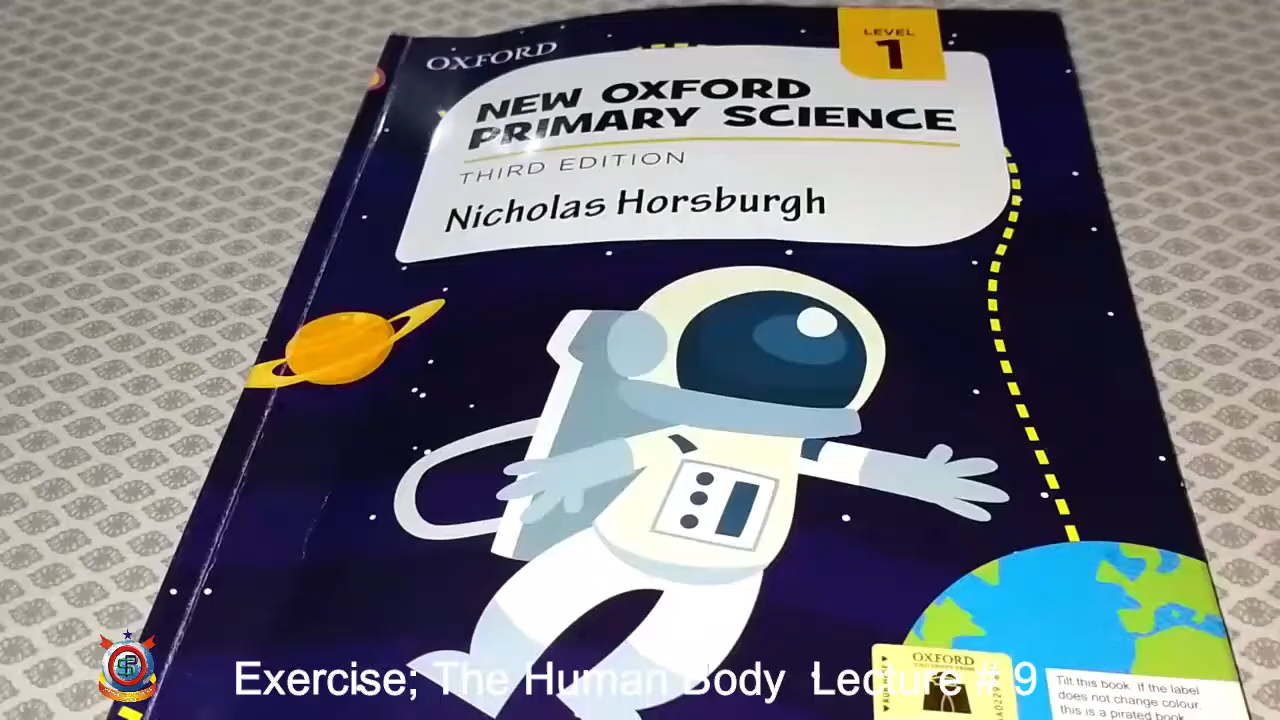 OXFORD
LEVEL
1
NEW OXFORD
PRIMARY SCIENCE
THIRD EDITION
Nicholas Horsburgh
OXFORD
Tilt this book. If the label
does not change colour,
this is a pirated book.
Exercise; The Human Body Lecture # 9